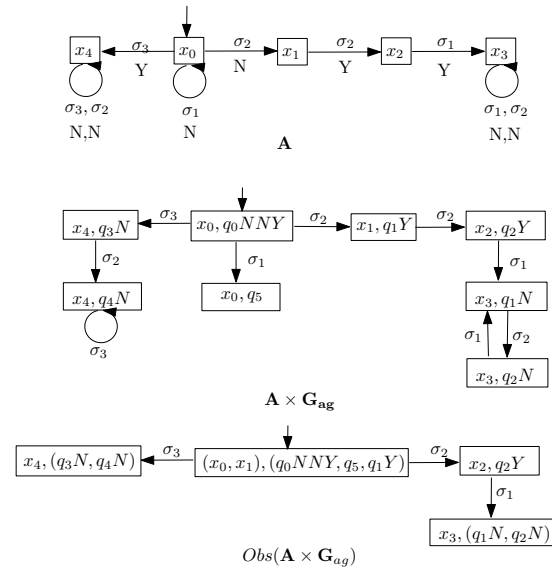 σ₃ σ₂ σ₂ σ₁
x₄ x₀ x₁ x₂ x₃
Y N Y Y
σ₃, σ₂ σ₁ σ₁, σ₂
N,N N N,N
A
x₄, q₃N σ₃ x₀, q₀NNY σ₂ x₁, q₁Y σ₂ x₂, q₂Y
σ₂ σ₁ σ₁
x₄, q₄N x₀, q₅ x₃, q₁N
σ₃ σ₁ σ₂
x₃, q₂N
A × G_ag
x₄, (q₃N, q₄N) σ₃ (x₀, x₁), (q₀NNY, q₅, q₁Y) σ₂ x₂, q₂Y
σ₁
x₃, (q₁N, q₂N)
Obs(A × G_ag)